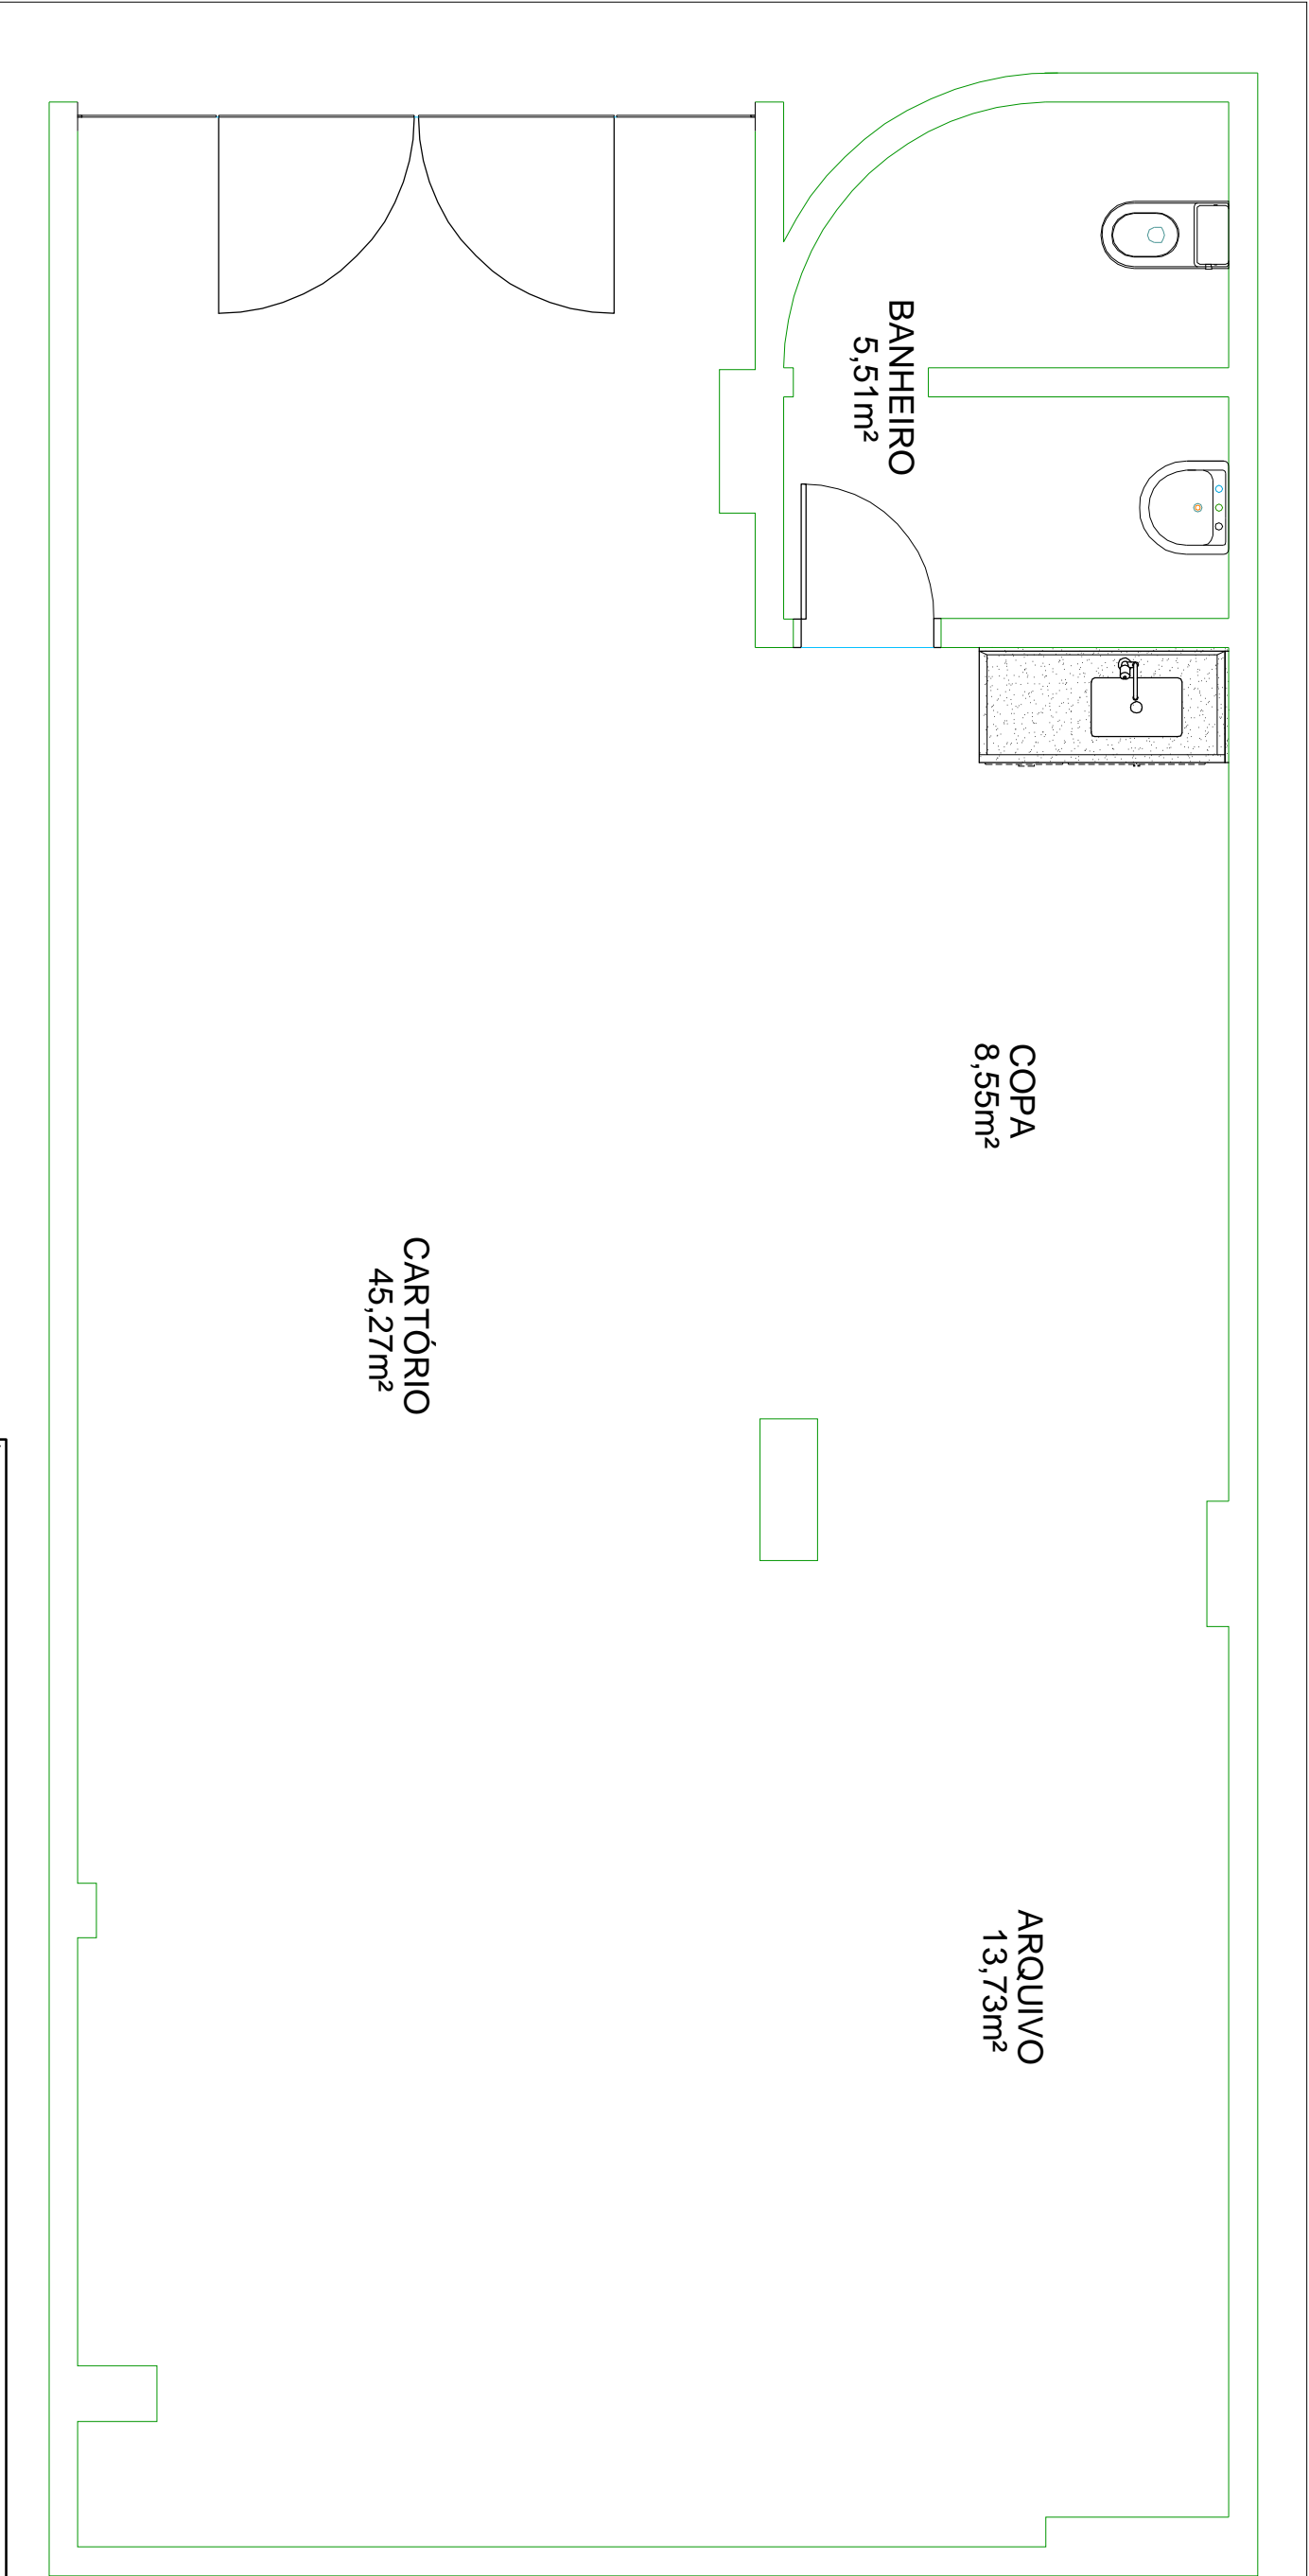 BANHEIRO
5,51m²
COPA
8,55m²
CARTÓRIO
45,27m²
ARQUIVO
13,73m²